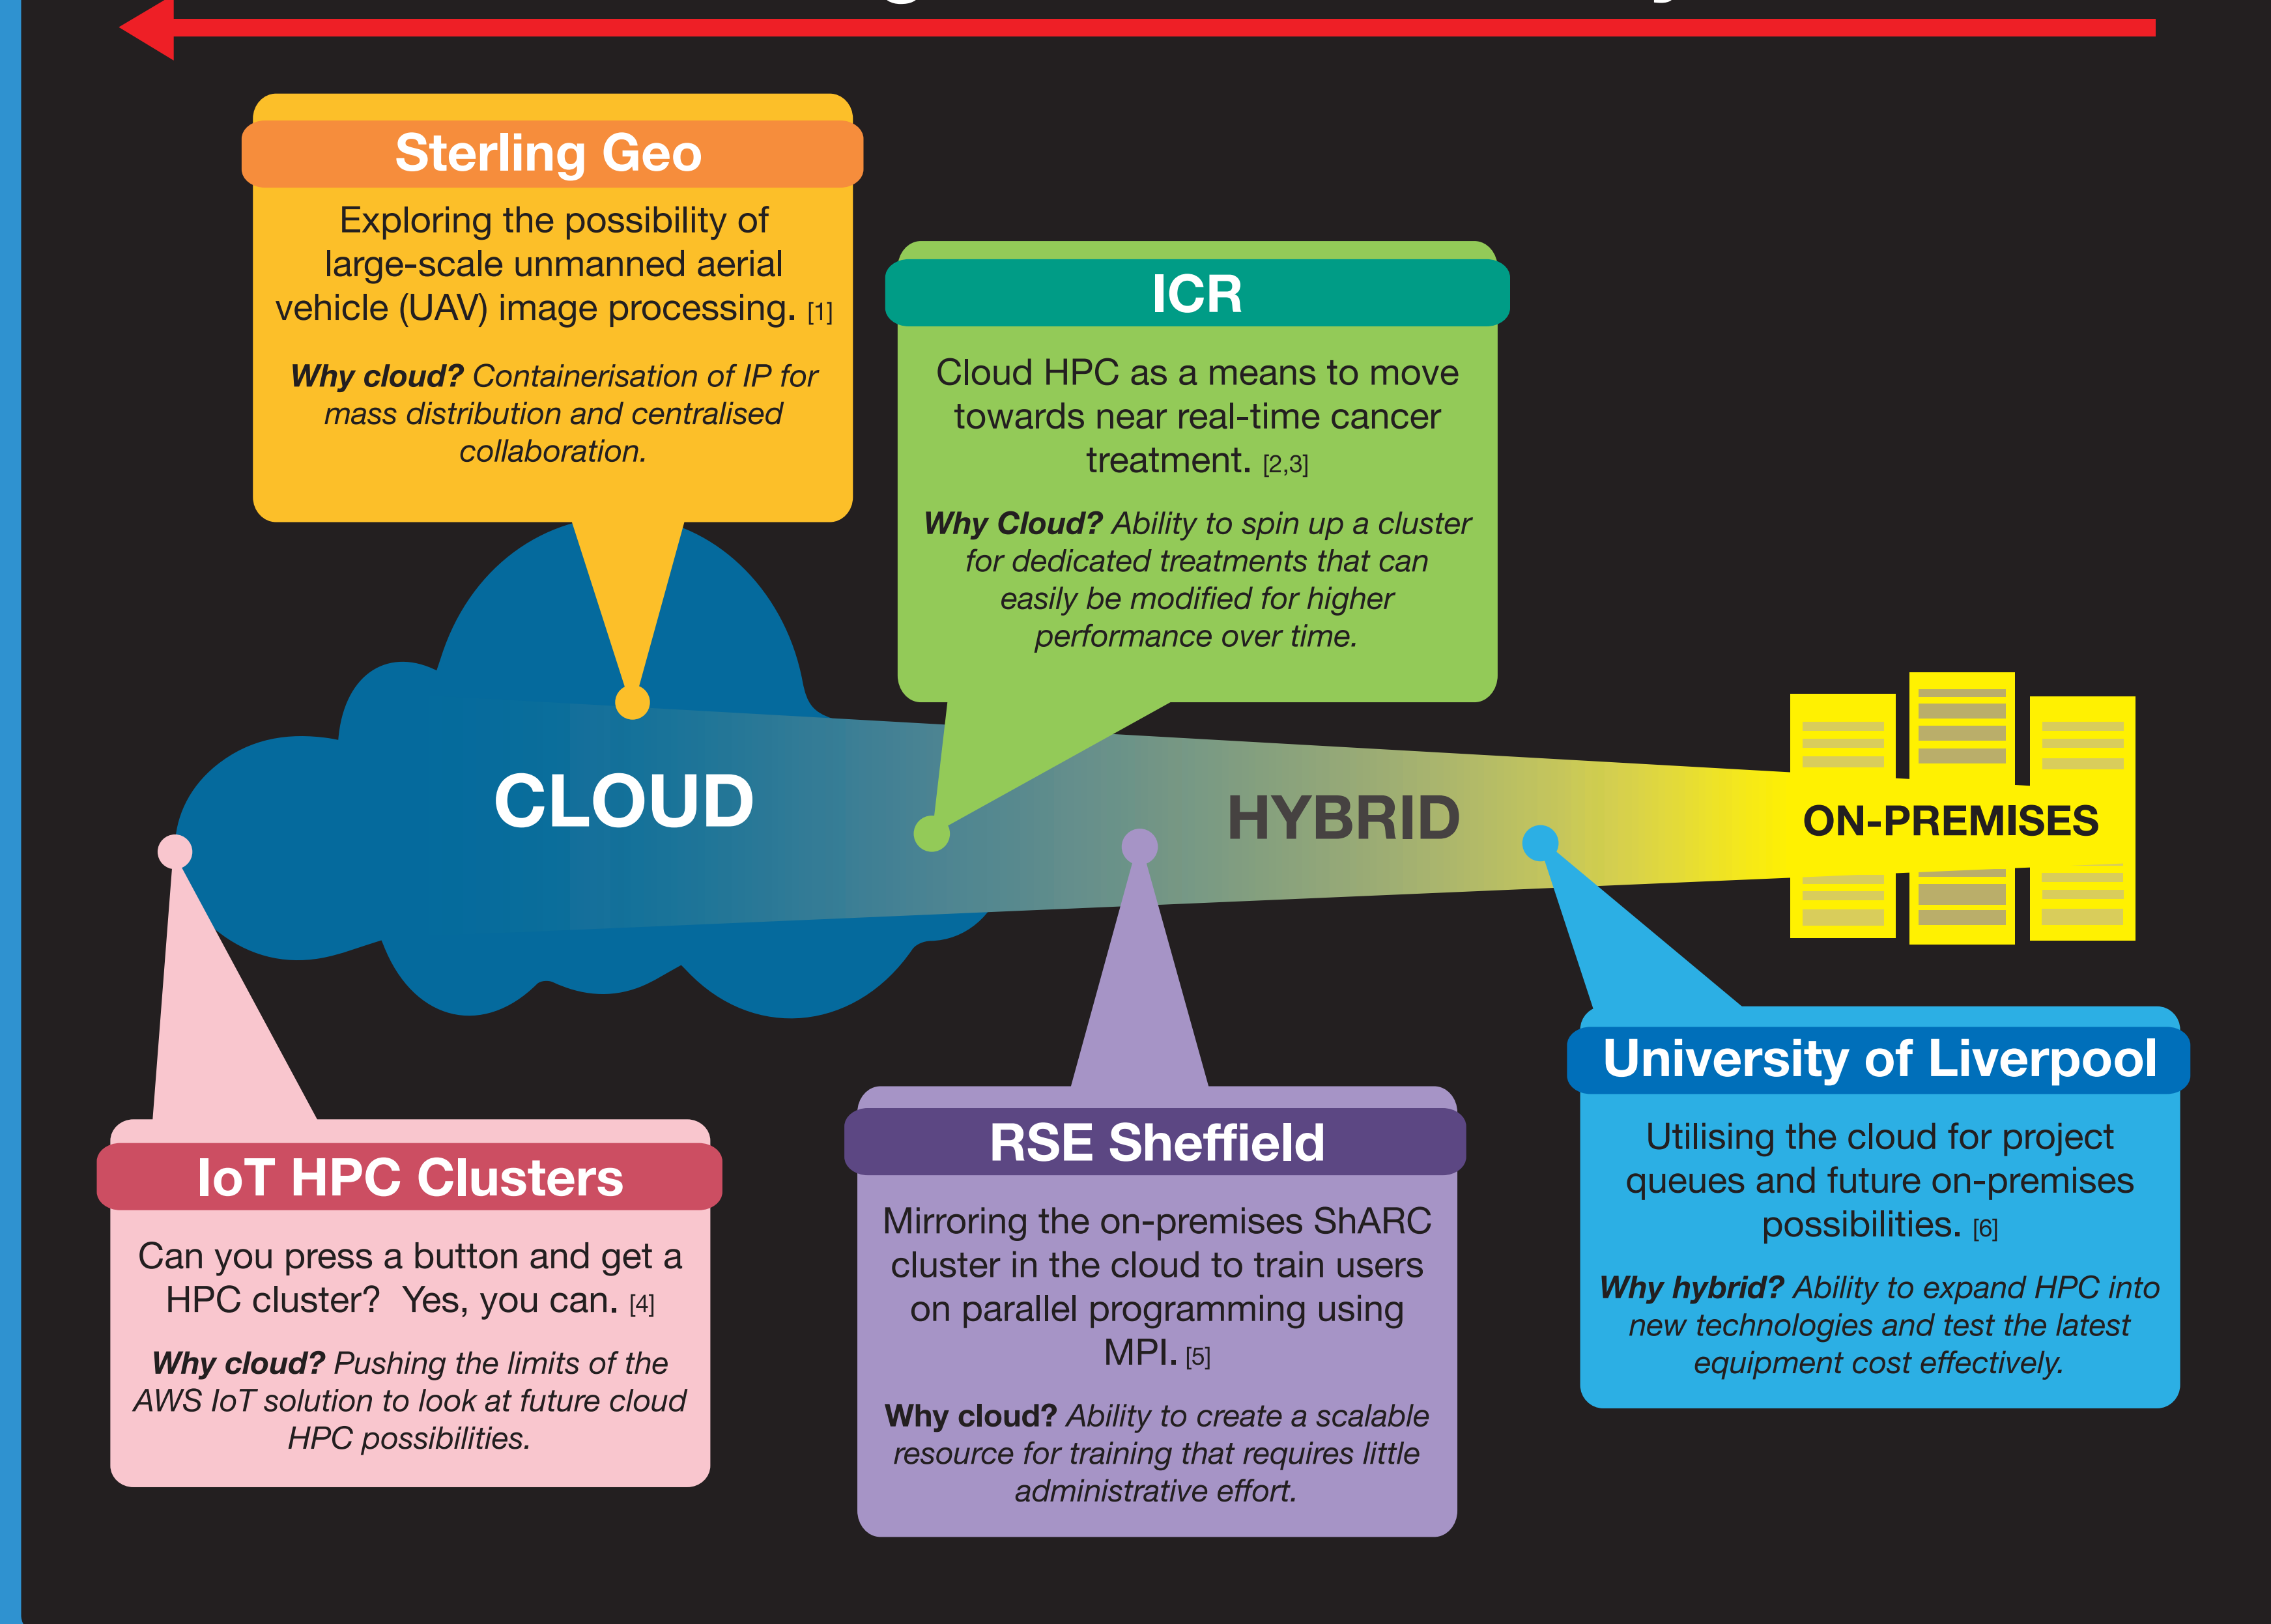 Sterling Geo
Exploring the possibility of
large-scale unmanned aerial
vehicle (UAV) image processing. [1]
Why cloud? Containerisation of IP for
mass distribution and centralised
collaboration.
ICR
Cloud HPC as a means to move
towards near real-time cancer
treatment. [2,3]
Why Cloud? Ability to spin up a cluster
for dedicated treatments that can
easily be modified for higher
performance over time.
CLOUD
HYBRID
ON-PREMISES
IoT HPC Clusters
Can you press a button and get a
HPC cluster?  Yes, you can. [4]
Why cloud? Pushing the limits of the
AWS IoT solution to look at future cloud
HPC possibilities.
RSE Sheffield
Mirroring the on-premises ShARC
cluster in the cloud to train users
on parallel programming using
MPI. [5]
Why cloud? Ability to create a scalable
resource for training that requires little
administrative effort.
University of Liverpool
Utilising the cloud for project
queues and future on-premises
possibilities. [6]
Why hybrid? Ability to expand HPC into
new technologies and test the latest
equipment cost effectively.